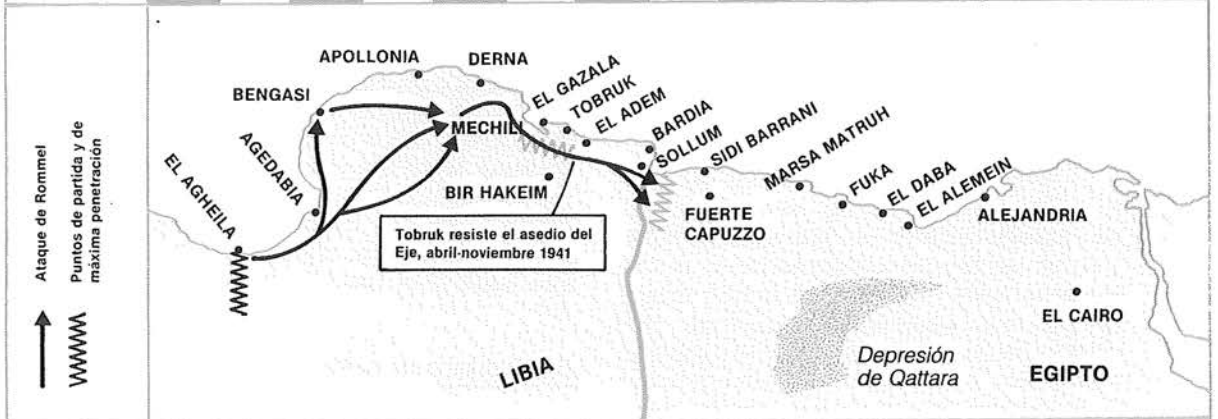 Ataque de Rommel
Puntos de partida y de
máxima penetración
APOLLONIA
DERNA
BENGASI
EL GAZALA
TOBRUK
EL ADEM
MECHILI
BARDIA
SOLLUM
SIDI BARRANI
AGEDABIA
MARSA MATRUH
EL AGHEILA
BIR HAKEIM
FUKA
EL DABA
EL ALEMEIN
FUERTE
CAPUZZO
ALEJANDRIA
Tobruk resiste el asedio del
Eje, abril-noviembre 1941
EL CAIRO
LIBIA
Depresión
de Qattara
EGIPTO